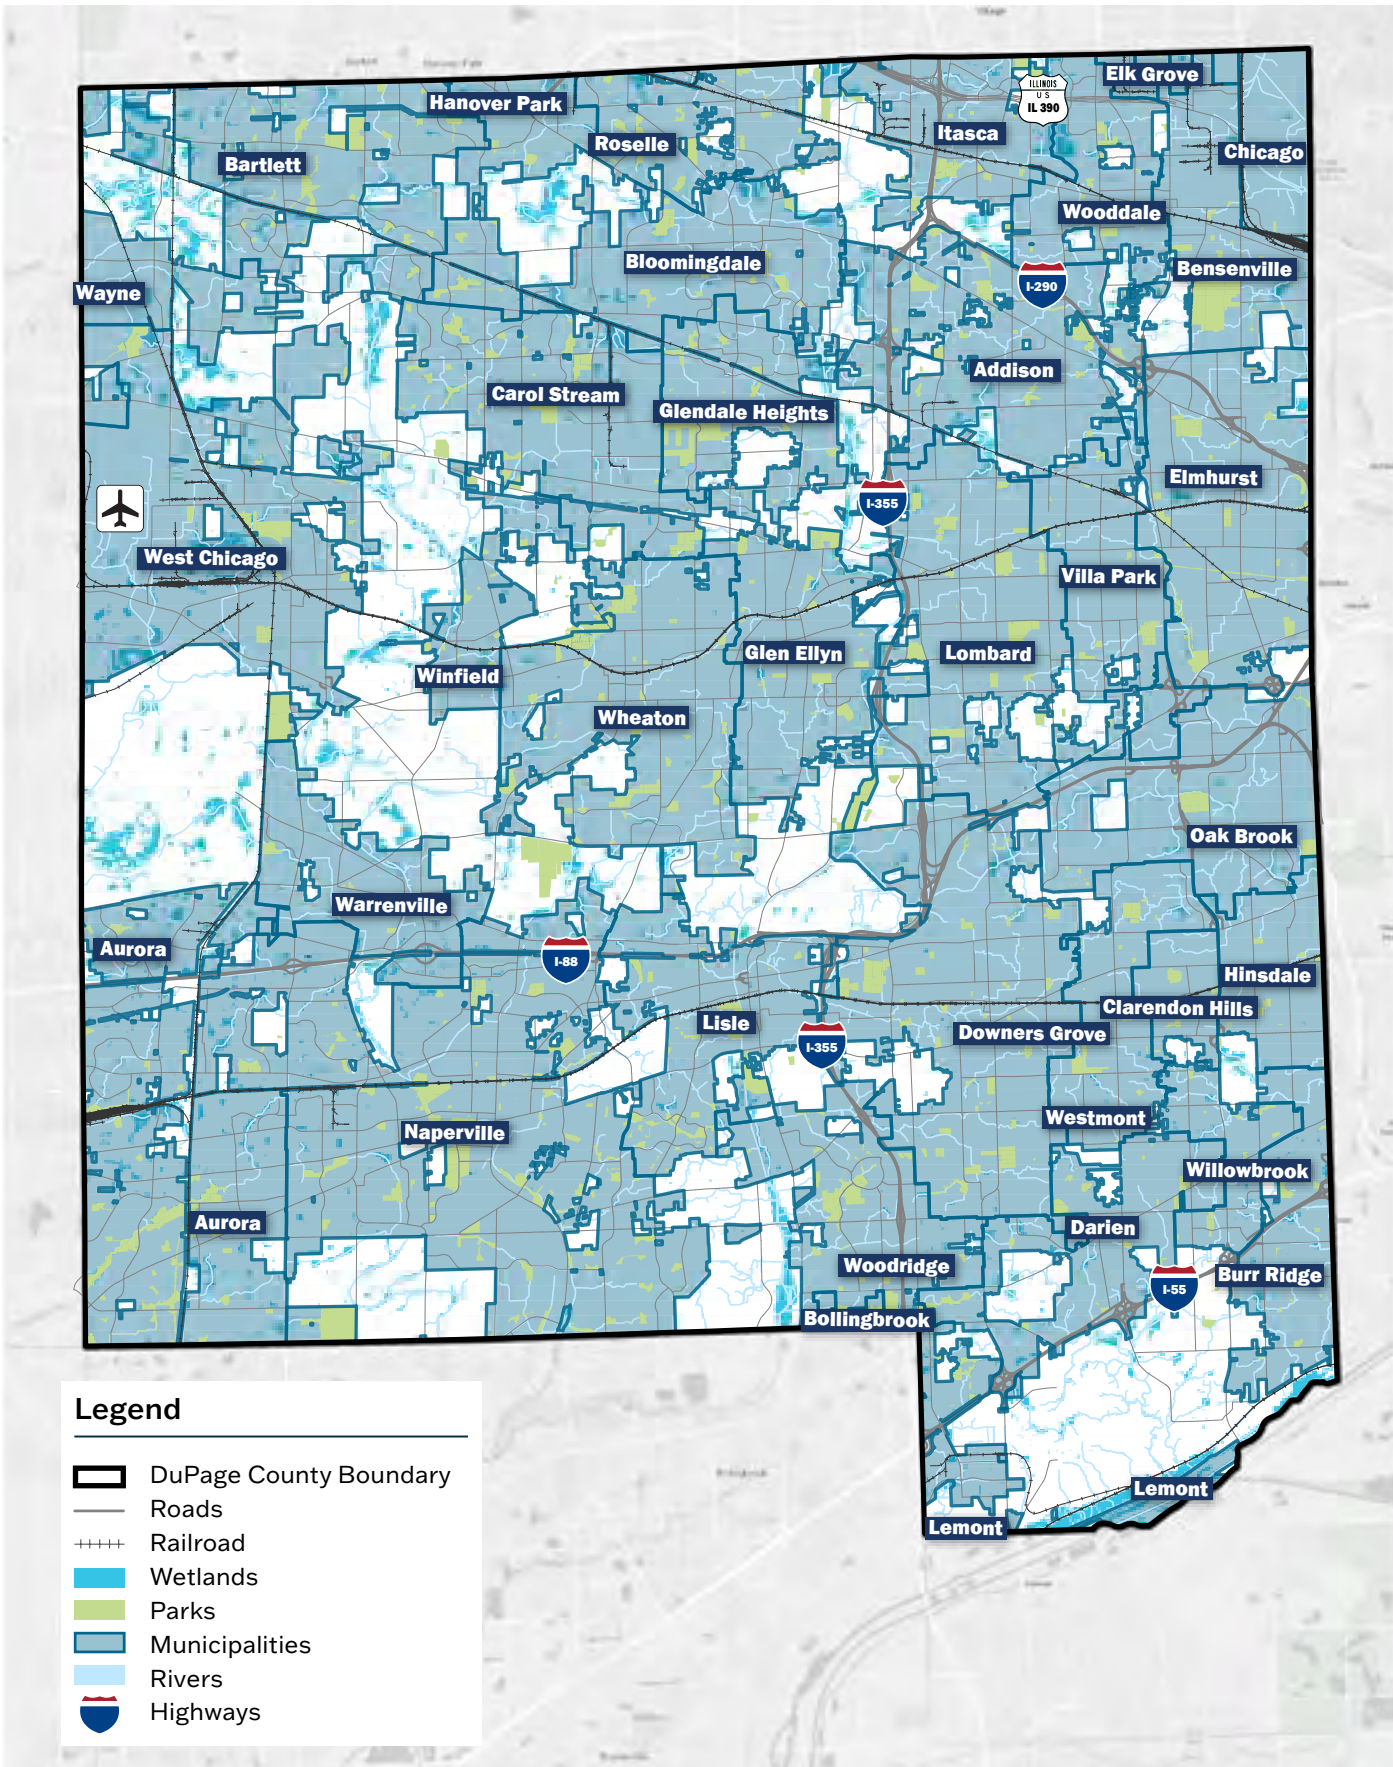 Elk Grove
ILLINOIS
U S
IL 390
Hanover Park
Itasca
Roselle
Chicago
Bartlett
Wooddale
Bloomingdale
Bensenville
I-290
Wayne
Addison
Carol Stream
Glendale Heights
Elmhurst
I-355
West Chicago
Villa Park
Glen Ellyn
Lombard
Winfield
Wheaton
Oak Brook
Warrenville
Aurora
I-88
Hinsdale
Clarendon Hills
Lisle
Downers Grove
I-355
Westmont
Naperville
Willowbrook
Aurora
Darien
Woodridge
Burr Ridge
I-55
Bollingbrook
Lemont
Lemont
Legend
DuPage County Boundary
Roads
Railroad
Wetlands
Parks
Municipalities
Rivers
Highways